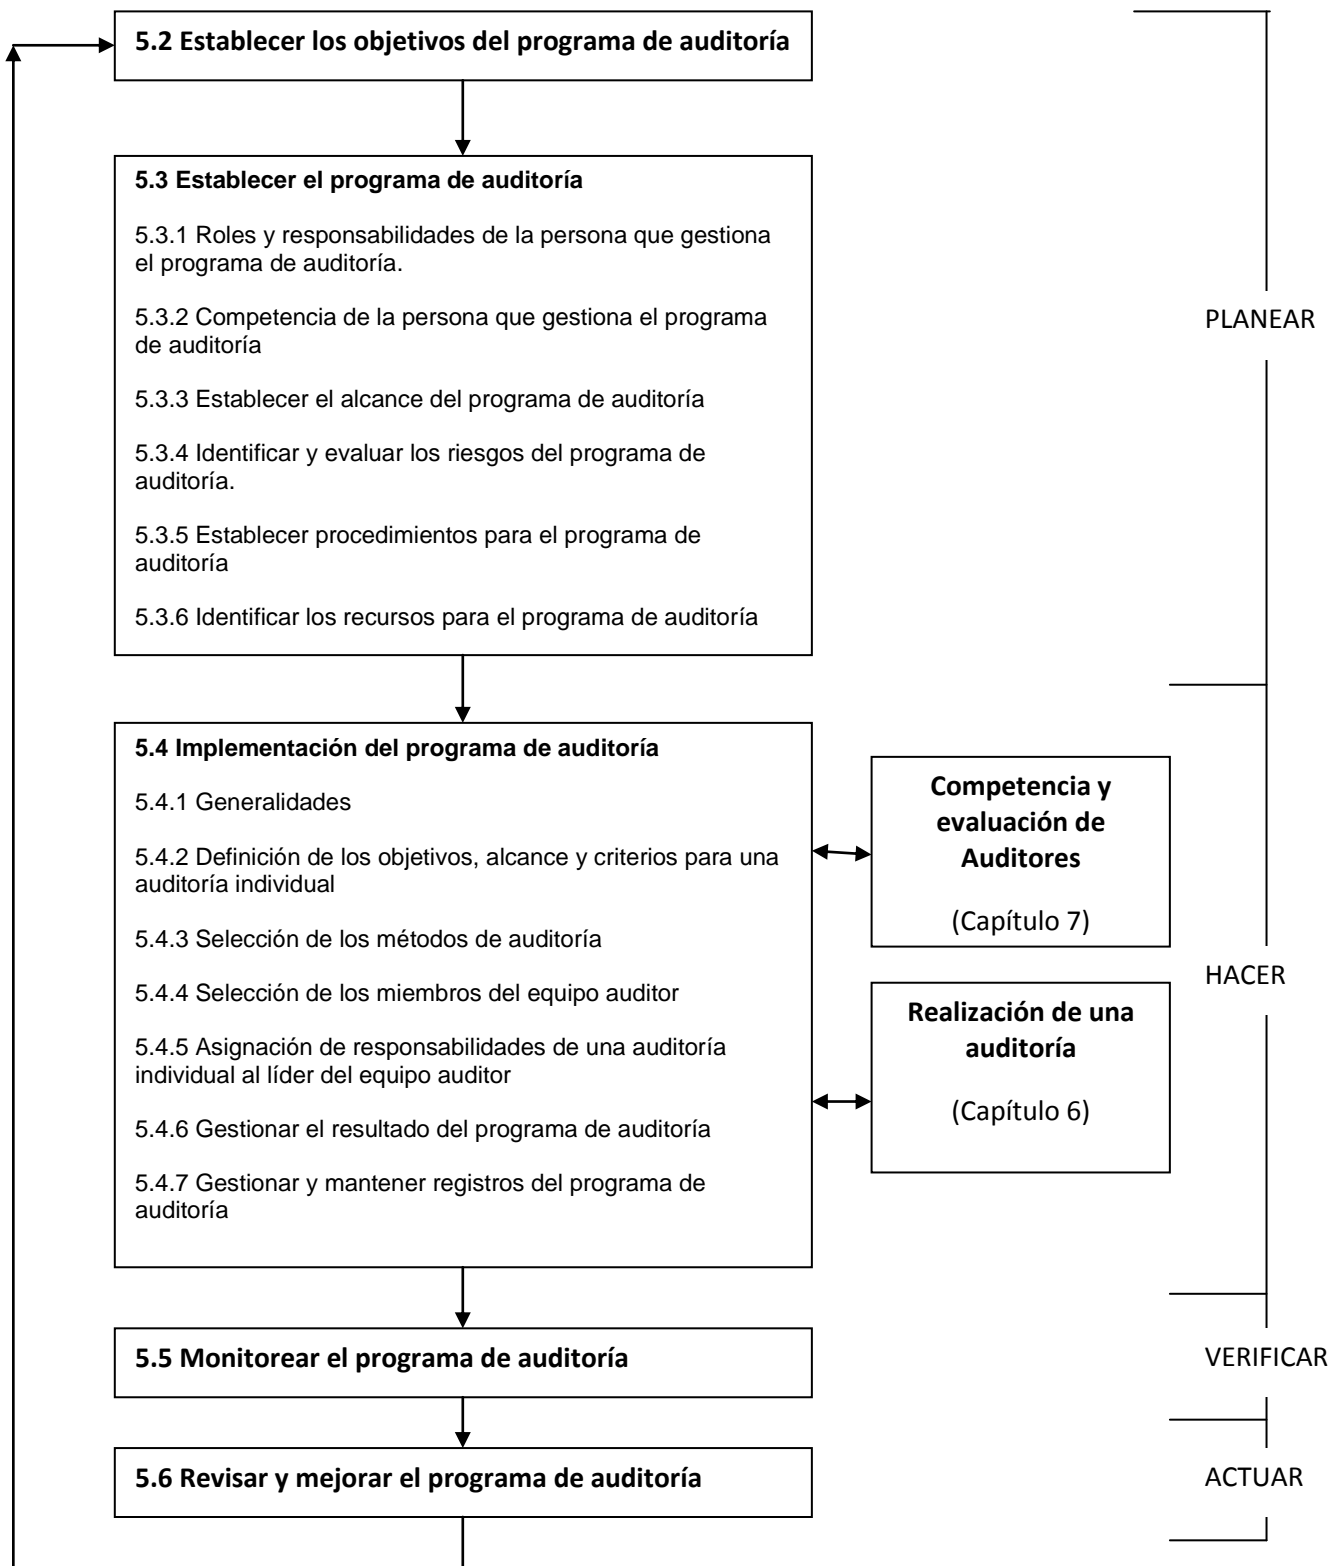 5.2 Establecer los objetivos del programa de auditoría
5.3 Establecer el programa de auditoría
5.3.1 Roles y responsabilidades de la persona que gestiona
el programa de auditoría.
5.3.2 Competencia de la persona que gestiona el programa
de auditoría
5.3.3 Establecer el alcance del programa de auditoría
5.3.4 Identificar y evaluar los riesgos del programa de
auditoría.
5.3.5 Establecer procedimientos para el programa de
auditoría
5.3.6 Identificar los recursos para el programa de auditoría
PLANEAR
5.4 Implementación del programa de auditoría
5.4.1 Generalidades
5.4.2 Definición de los objetivos, alcance y criterios para una
auditoría individual
5.4.3 Selección de los métodos de auditoría
5.4.4 Selección de los miembros del equipo auditor
5.4.5 Asignación de responsabilidades de una auditoría
individual al líder del equipo auditor
5.4.6 Gestionar el resultado del programa de auditoría
5.4.7 Gestionar y mantener registros del programa de
auditoría
Competencia y
evaluación de
Auditores
(Capítulo 7)
Realización de una
auditoría
(Capítulo 6)
HACER
5.5 Monitorear el programa de auditoría
VERIFICAR
5.6 Revisar y mejorar el programa de auditoría
ACTUAR